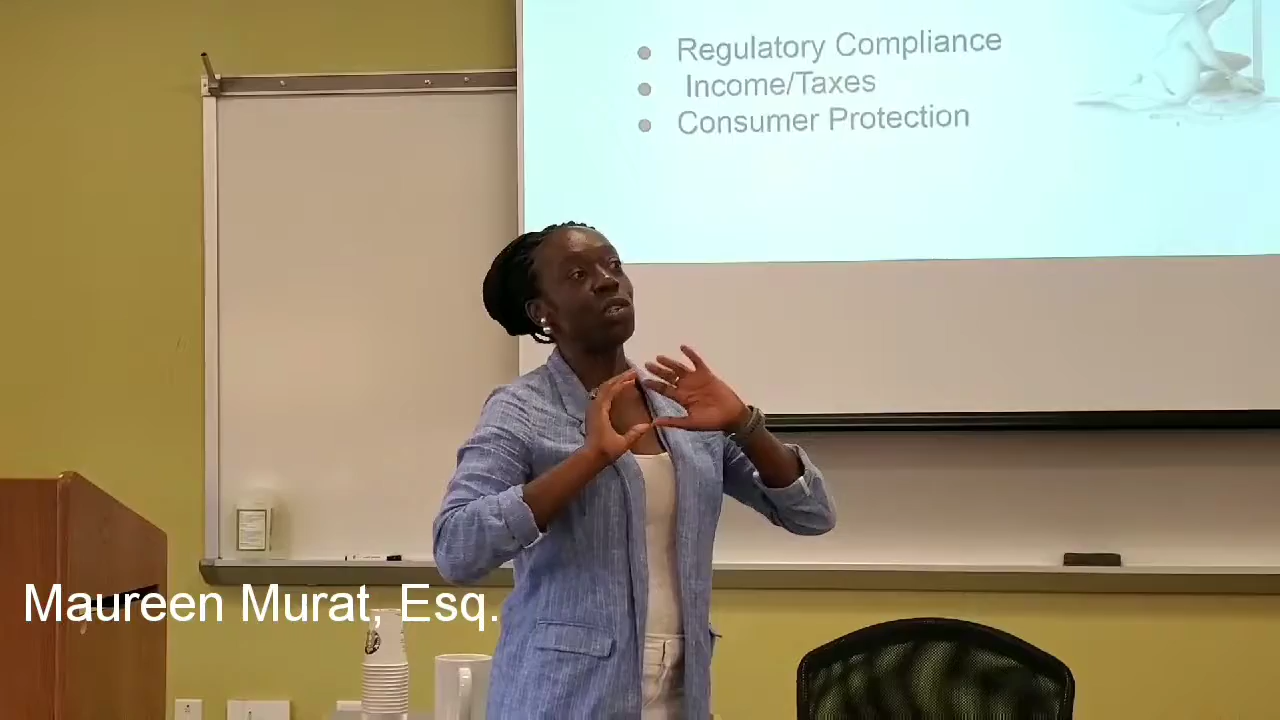 ● Regulatory Compliance
● Income/Taxes
● Consumer Protection
Maureen Murat, Esq.